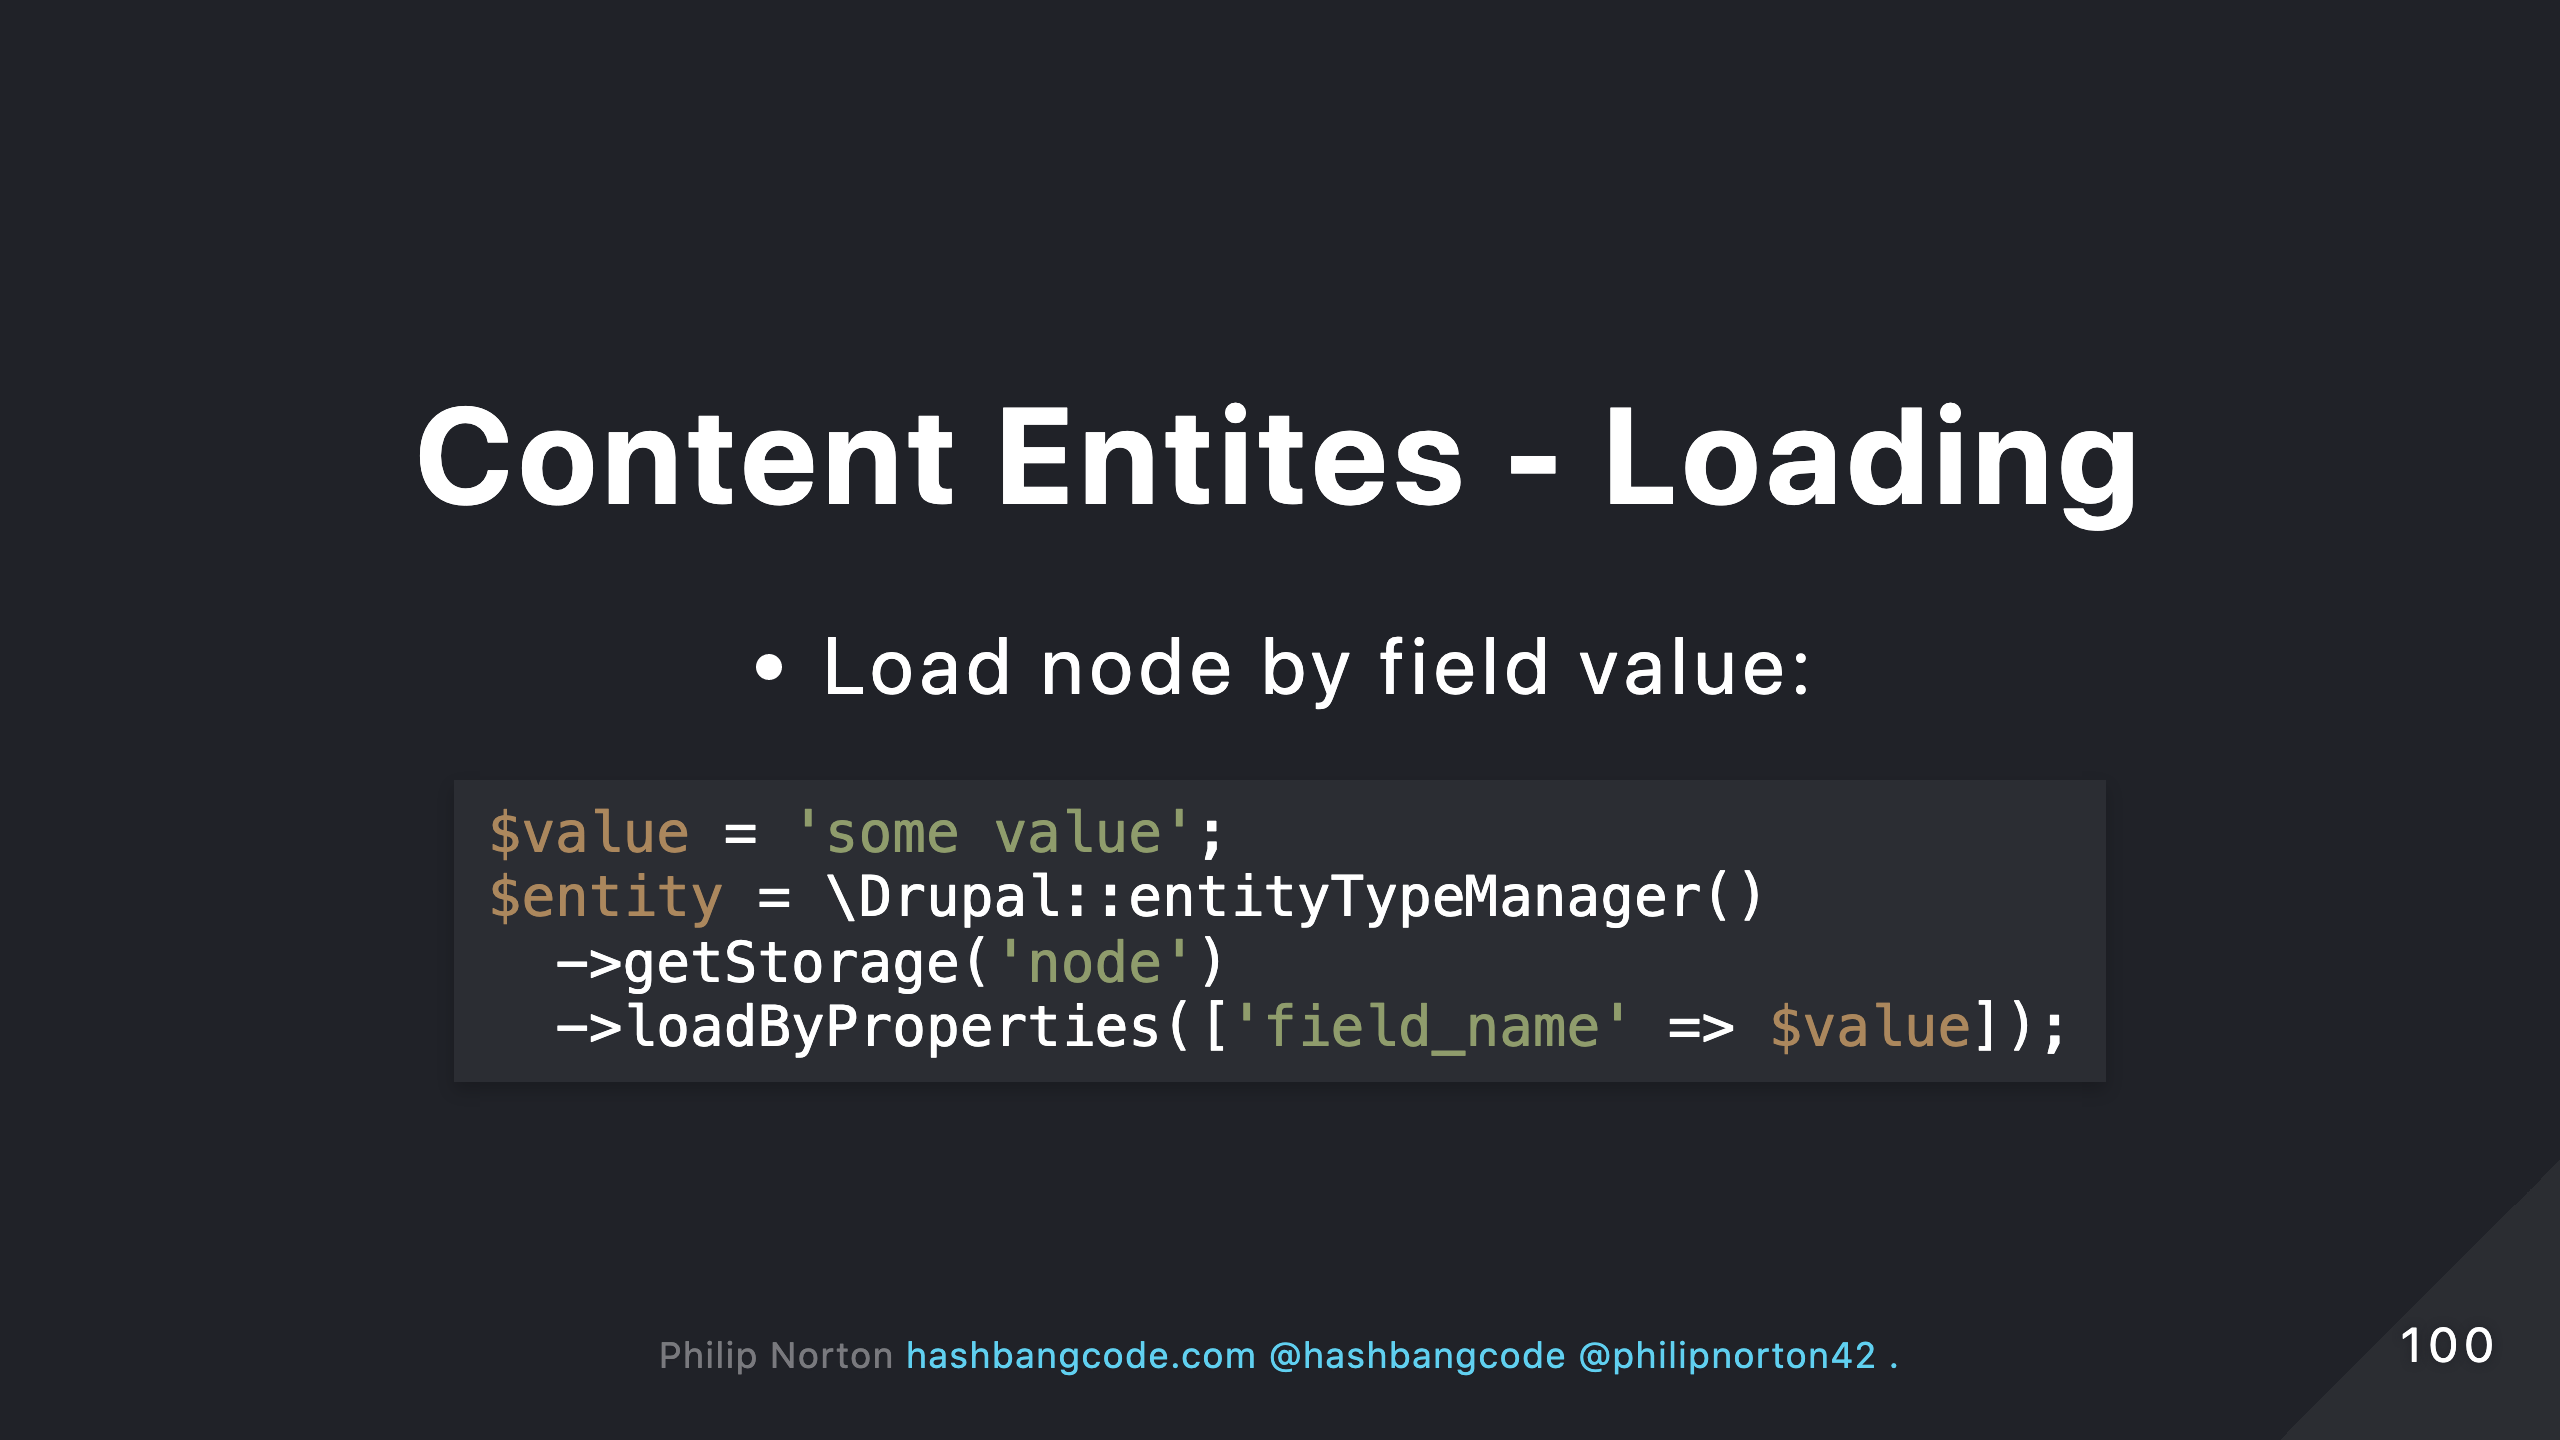 Content Entites - Loading
• Load node by field value:
$value = 'some value';
$entity = \Drupal::entityTypeManager()
  ->getStorage('node')
  ->loadByProperties(['field_name' => $value]);
Philip Norton hashbangcode.com @hashbangcode @philipnorton42 .
100